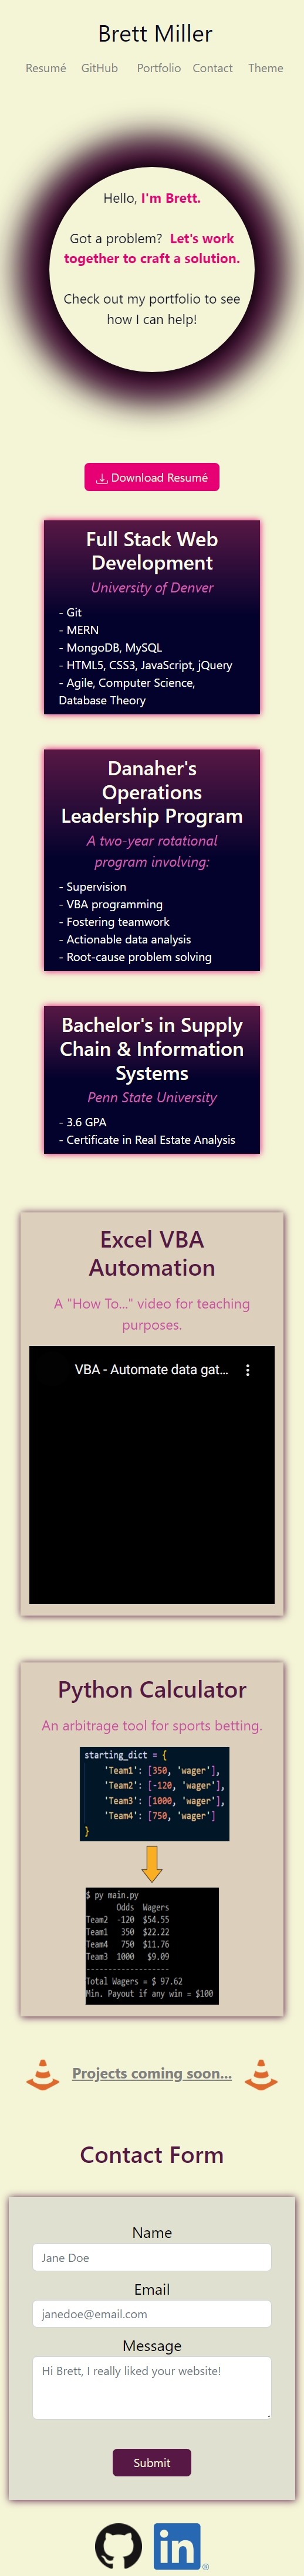 Brett Miller
Resumé GitHub Portfolio Contact Theme
Hello, I'm Brett.
Got a problem? Let's work
together to craft a solution.
Check out my portfolio to see
how I can help!
Download Resumé
Full Stack Web
Development
University of Denver
- Git
- MERN
- MongoDB, MySQL
- HTML5, CSS3, JavaScript, jQuery
- Agile, Computer Science,
Database Theory
Danaher's
Operations
Leadership Program
A two-year rotational
program involving:
- Supervision
- VBA programming
- Fostering teamwork
- Actionable data analysis
- Root-cause problem solving
Bachelor's in Supply
Chain & Information
Systems
Penn State University
- 3.6 GPA
- Certificate in Real Estate Analysis
Excel VBA
Automation
A "How To..." video for teaching
purposes.
VBA - Automate data gat...
Python Calculator
An arbitrage tool for sports betting.
starting_dict = {
'Team1': [350, 'wager'],
'Team2': [-120, 'wager'],
'Team3': [1000, 'wager'],
'Team4': [750, 'wager']
}
$ py main.py
Odds Wagers
Team2 -120 $54.55
Team1 350 $22.22
Team4 750 $11.76
Team3 1000 $9.09
--------------------
Total Wagers = $ 97.62
Min. Payout if any win = $100
Projects coming soon...
Contact Form
Name
Jane Doe
Email
janedoe@email.com
Message
Hi Brett, I really liked your website!
Submit
in®